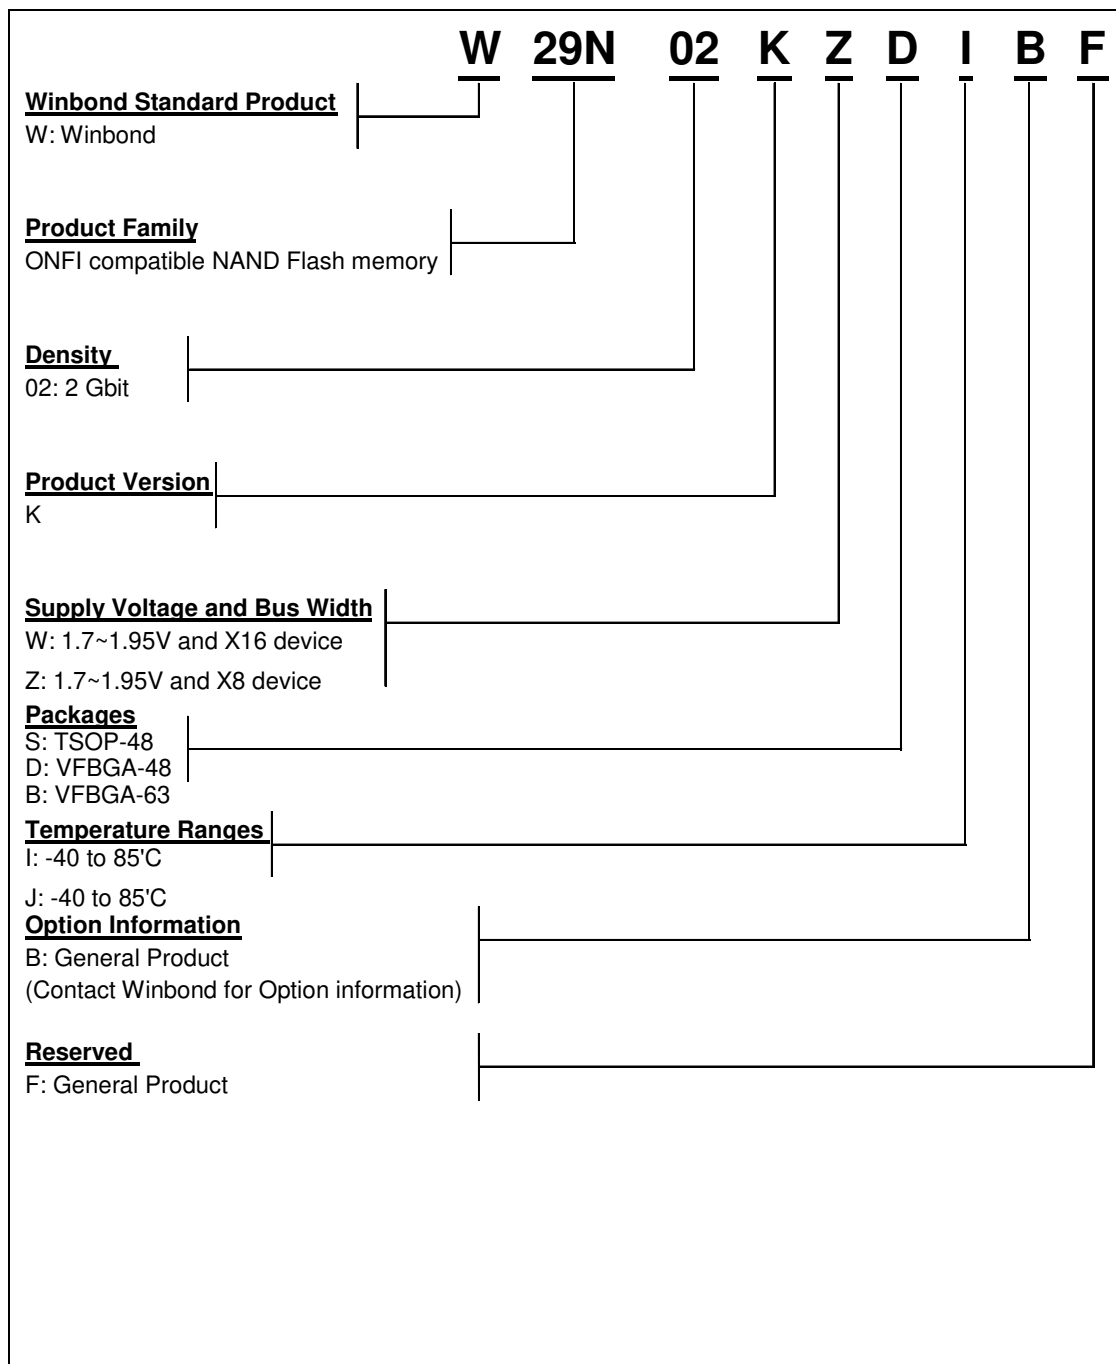 W 29N 02 K Z D I B F
Winbond Standard Product
W: Winbond
Product Family
ONFI compatible NAND Flash memory
Density
02: 2 Gbit
Product Version
K
Supply Voltage and Bus Width
W: 1.7~1.95V and X16 device
Z: 1.7~1.95V and X8 device
Packages
S: TSOP-48
D: VFBGA-48
B: VFBGA-63
Temperature Ranges
I: -40 to 85'C
J: -40 to 85'C
Option Information
B: General Product
(Contact Winbond for Option information)
Reserved
F: General Product